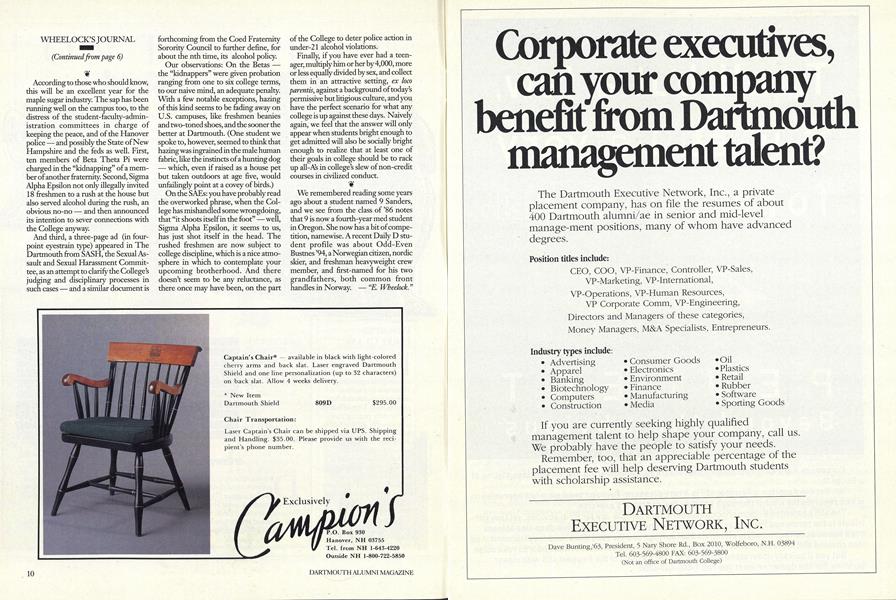 WHEELOCK'S JOURNAL
(Continued from page 6)
According to those who should know,
this will be an excellent year for the
maple sugar industry. The sap has been
running well on the campus too, to the
distress of the student-faculty-admin-
istration committees in charge of
keeping the peace, and of the Hanover
police — and possibly the State of New
Hampshire and the feds as well. First,
ten members of Beta Theta Pi were
charged in the "kidnapping" of a mem-
ber of another fraternity. Second, Sigma
Alpha Epsilon not only illegally invited
18 freshmen to a rush at the house but
also served alcohol during the rush, an
obvious no-no — and then announced
its intention to sever connections with
the College anyway.
And third, a three-page ad (in four-
point eyestrain type) appeared in The
Dartmouth from SASH, the Sexual As-
sault and Sexual Harassment Commit-
tee, as an attempt to clarify the College's
judging and disciplinary processes in
such cases — and a similar document is
forthcoming from the Coed Fraternity
Sorority Council to further define, for
about the nth time, its alcohol policy.
Our observations: On the Betas —
the "kidnappers" were given probation
ranging from one to six college terms,
to our naive mind, an adequate penalty.
With a few notable exceptions, hazing
of this kind seems to be fading away on
U.S. campuses, like freshmen beanies
and two-toned shoes, and the sooner the
better at Dartmouth. (One student we
spoke to, however, seemed to think that
hazing was ingrained in the male human
fabric, like the instincts of a hunting dog
— which, even if raised as a house pet
but taken outdoors at age five, would
unfailingly point at a covey of birds.)
On the SAEs: you have probably read
the overworked phrase, when the Col-
lege has mishandled some wrongdoing,
that "it shoots itself in the foot" — well,
Sigma Alpha Epsilon, it seems to us,
has just shot itself in the head. The
rushed freshmen are now subject to
college discipline, which is a nice atmo-
sphere in which to contemplate your
upcoming brotherhood. And there
doesn't seem to be any reluctance, as
there once may have been, on the part
of the College to deter police action in
under-21 alcohol violations.
Finally, if you have ever had a teen-
ager, multiply him or her by 4,000, more
or less equally divided by sex, and collect
them in an attractive setting, ex loco
parentis, against a background of today's
permissive but litigious culture, and you
have the perfect scenario for what any
college is up against these days. Naively
again, we feel that the answer will only
appear when students bright enough to
get admitted will also be socially bright
enough to realize that at least one of
their goals in college should be to rack
up all-A's in college's slew of non-credit
courses in civilized conduct.
We remembered reading some years
ago about a student named 9 Sanders,
and we see from the class of '86 notes
that 9 is now a fourth-year med student
in Oregon. She now has a bit of compe-
tition, namewise. A recent Daily D stu-
dent profile was about Odd-Even
Bustnes '94, a Norwegian citizen, nordic
skier, and freshman heavyweight crew
member, and first-named for his two
grandfathers, both common front
handles in Norway. — "E. Wheelock."
Captain's Chair* — available in black with light-colored
cherry arms and back slat. Laser engraved Dartmouth
Shield and one line personalization (up to 32 characters)
on back slat. Allow 4 weeks delivery.
* New Item
Dartmouth Shield 809D $295.00
Chair Transportation:
Laser Captain's Chair can be shipped via UPS. Shipping
and Handling. $35.00. Please provide us with the reci-
pient's phone number.
Exclusively
Campion's
P.O. Box 930
Hanover, NH 03755
Tel. from NH 1-643-4220
Outside NH 1-800-722-5850
10
DARTMOUTH ALUMNI MAGAZINE
Corporate executives,
can your company
benefit from Dartmouth
management talent?
The Dartmouth Executive Network, Inc., a private
placement company, has on file the resumes of about
400 Dartmouth alumni/ae in senior and mid-level
manage-ment positions, many of whom have advanced
degrees.
Position titles include:
CEO, COO, VP-Finance, Controller, VP-Sales,
VP-Marketing, VP-International,
VP-Operations, VP-Human Resources,
VP Corporate Comm, VP-Engineering,
Directors and Managers of these categories,
Money Managers, M&A Specialists, Entrepreneurs.
Industry types include:
• Advertising
• Apparel
• Banking
• Biotechnology
• Computers
• Construction
• Consumer Goods
• Electronics
• Environment
• Finance
• Manufacturing
• Media
• Oil
• Plastics
• Retail
• Rubber
• Software
• Sporting Goods
If you are currently seeking highly qualified
management talent to help shape your company, call us.
We probably have the people to satisfy your needs.
Remember, too, that an appreciable percentage of the
placement fee will help deserving Dartmouth students
with scholarship assistance.
DARTMOUTH
EXECUTIVE NETWORK, INC.
Dave Bunting,'63, President, 5 Nary Shore Rd., Box 2010, Wolfeboro, N.H. 03894
Tel. 603-569-4800 FAX: 603-569-3800
(Not an office of Dartmouth College)